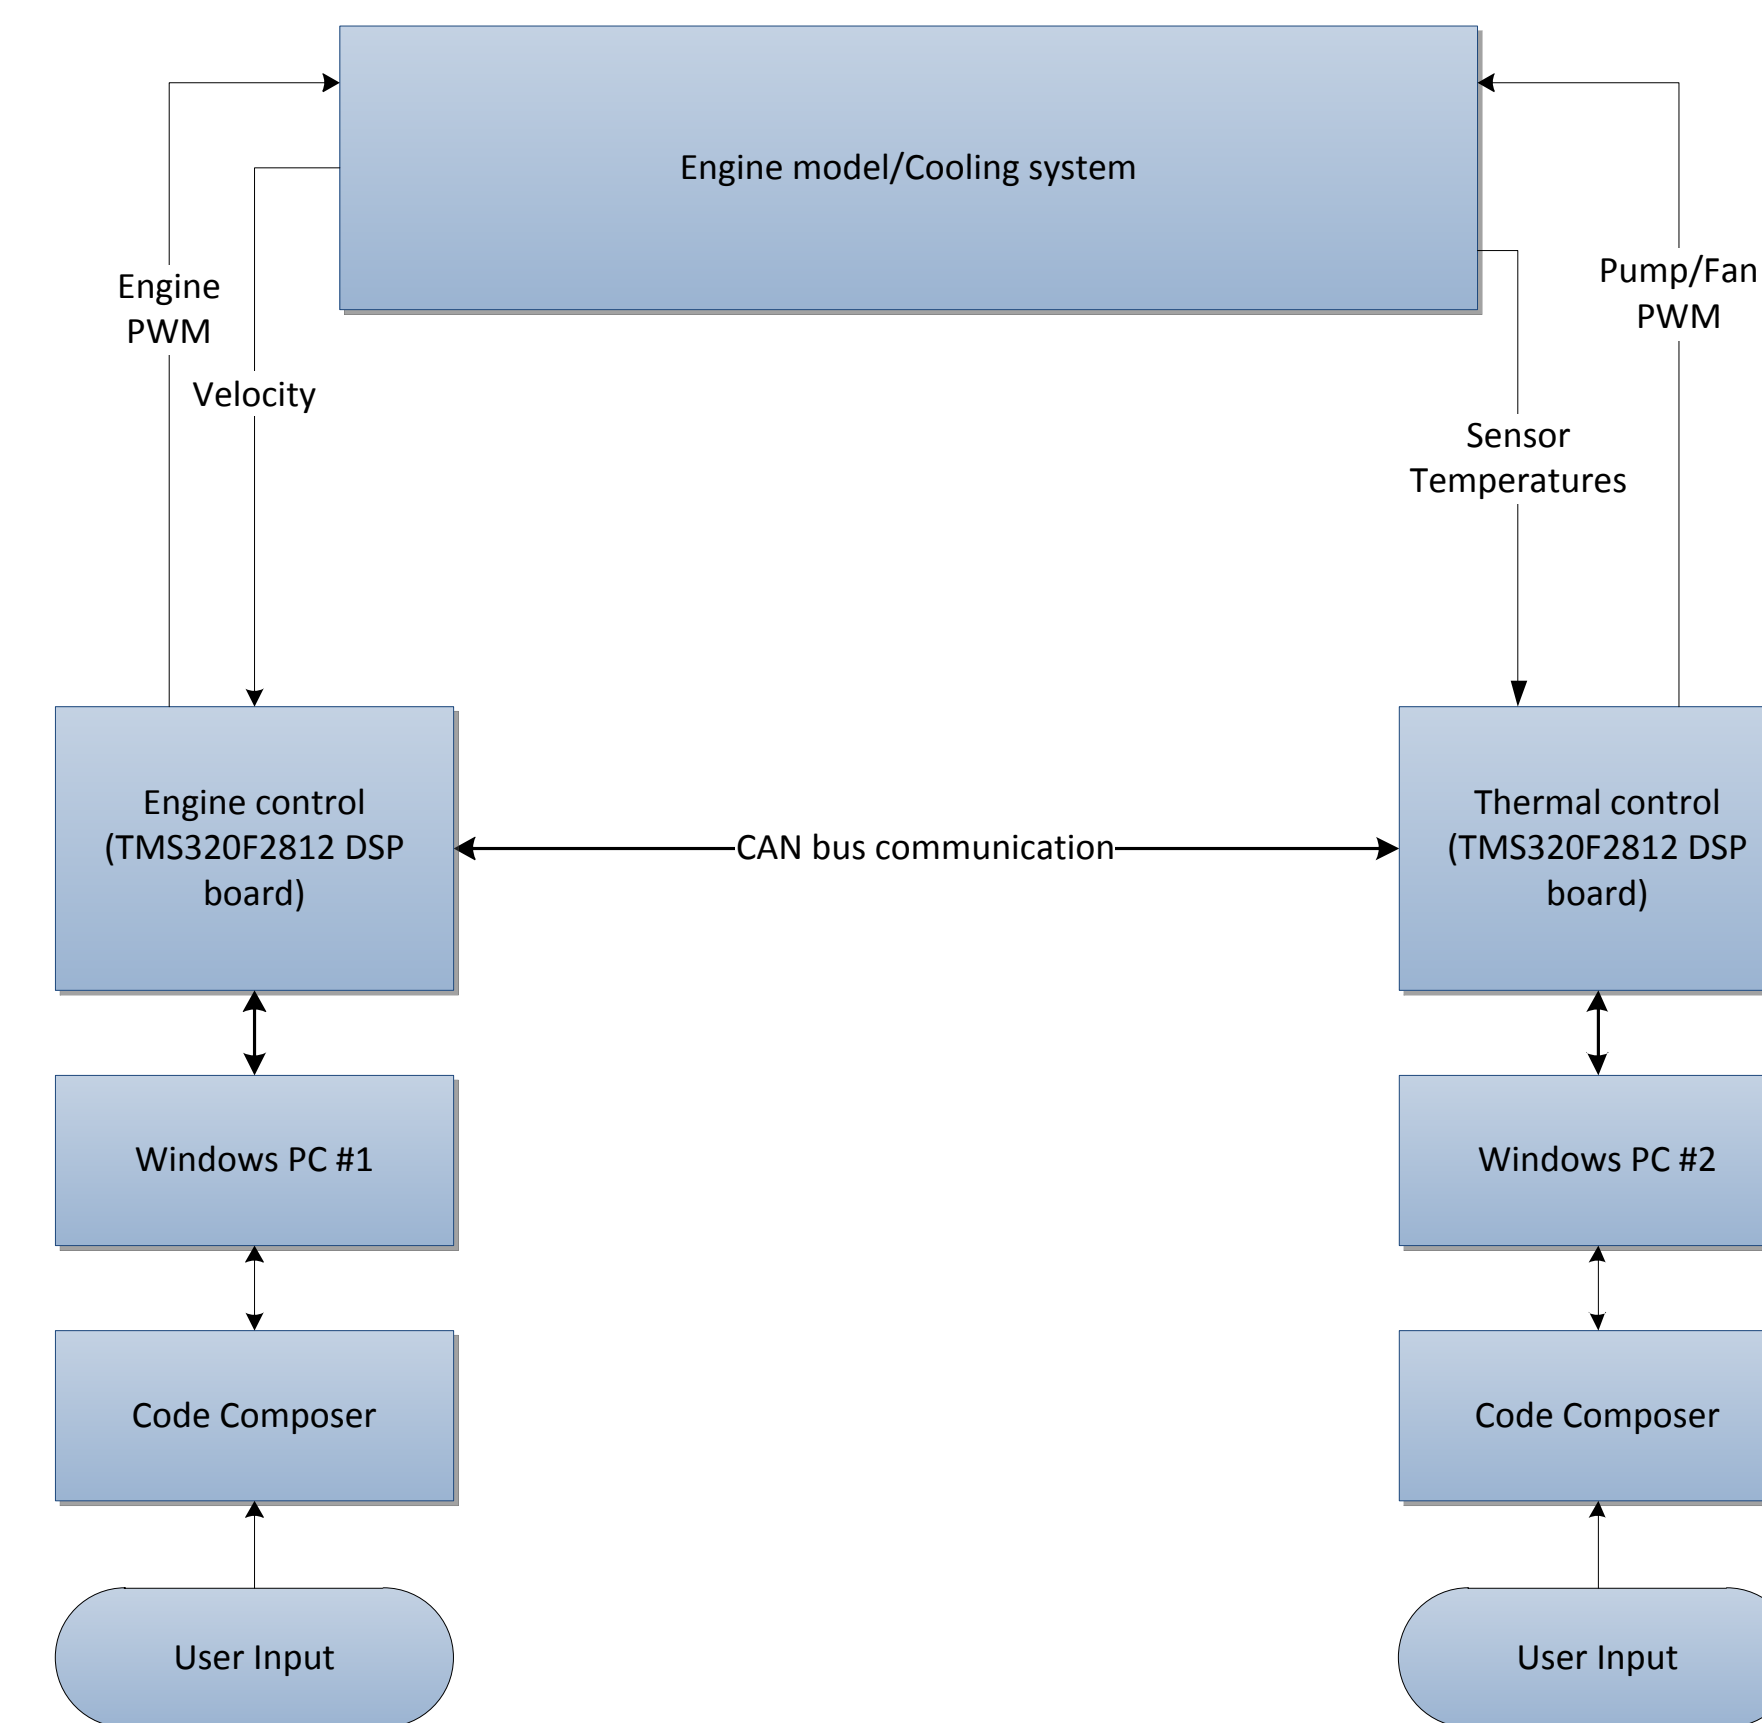 Engine model/Cooling system
Engine
PWM
Velocity
Pump/Fan
PWM
Sensor
Temperatures
Engine control
(TMS320F2812 DSP
board)
CAN bus communication
Thermal control
(TMS320F2812 DSP
board)
Windows PC #1
Windows PC #2
Code Composer
Code Composer
User Input
User Input